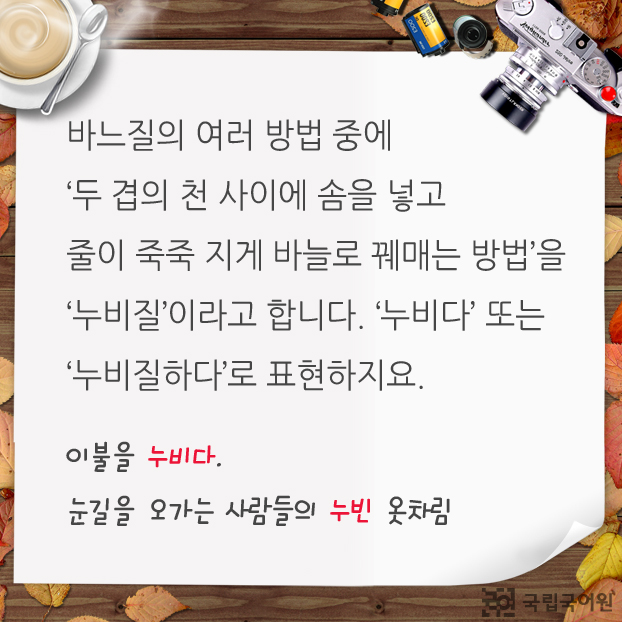 바느질의 여러 방법 중에
‘두 겹의 천 사이에 솜을 넣고
줄이 죽죽 지게 바늘로 꿰매는 방법’을
‘누비질’이라고 합니다. ‘누비다’ 또는
‘누비질하다’로 표현하지요.
이불을 누비다.
눈길을 오가는 사람들의 누빈 옷차림
국립국어원